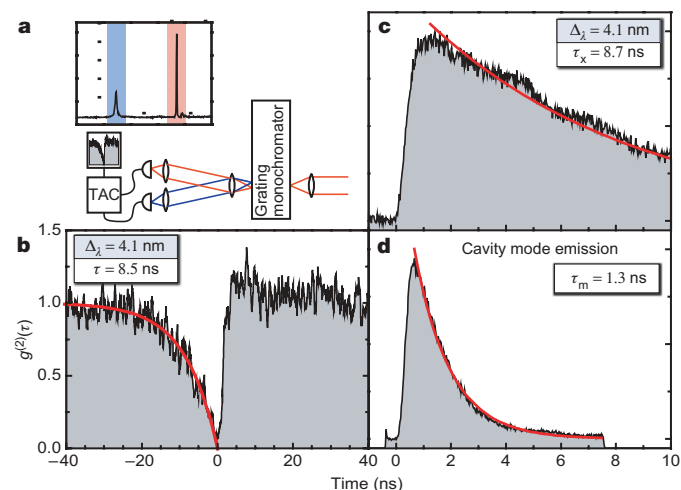 a
TAC
Grating
monochromator
c
Δλ = 4.1 nm
τx = 8.7 ns
b
Δλ = 4.1 nm
τ = 8.5 ns
1.5
1.0
0.5
0.0
g(2)(τ)
−40 −20 0 20 40
d
Cavity mode emission
τm = 1.3 ns
0 2 4 6 8 10
Time (ns)